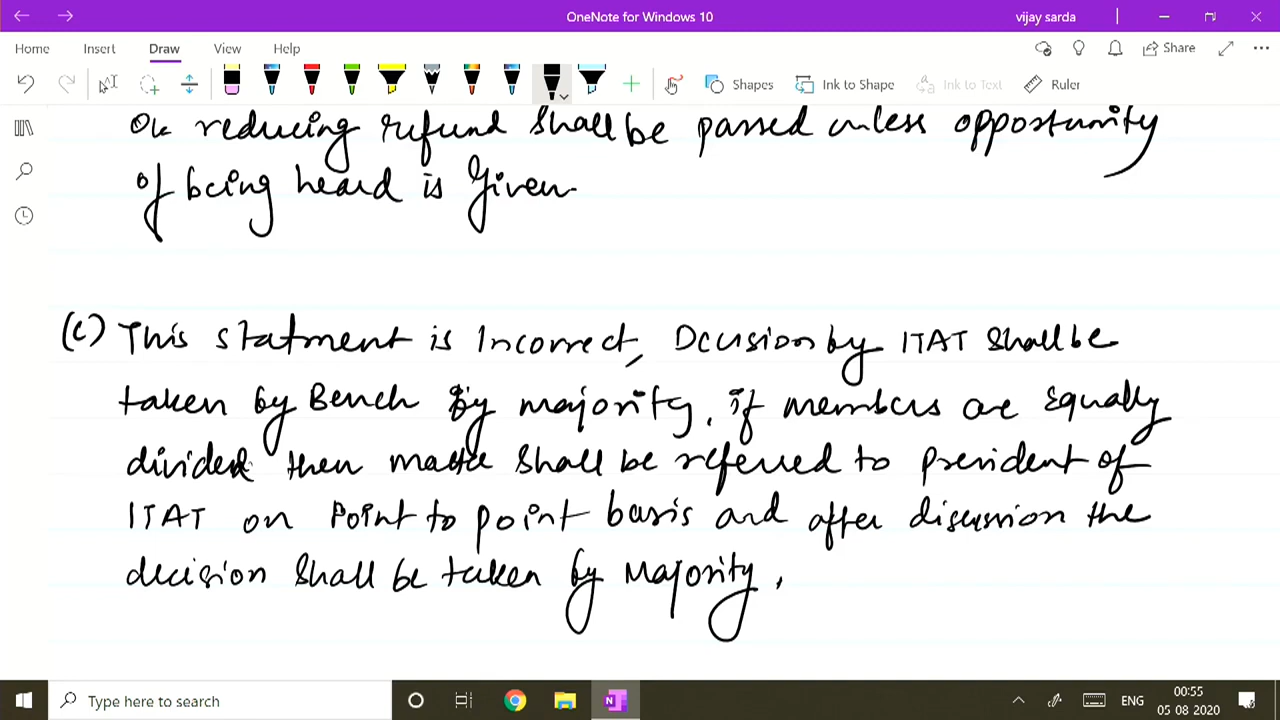 OneNote for Windows 10
vijay sarda
Home Insert Draw View Help Share
Shapes Ink to Shape Ink to Text Ruler
Or reducing refund shall be passed unless opportunity
of being heard is Given
(c) This statment is Incorrect, Decision by ITAT shall be
taken by Bench By majority, if members are Equally
divided then matter shall be referred to president of
ITAT on Point to point basis and after discussion the
decision shall be taken by Majority,
Type here to search
ENG
00:55
05-08-2020